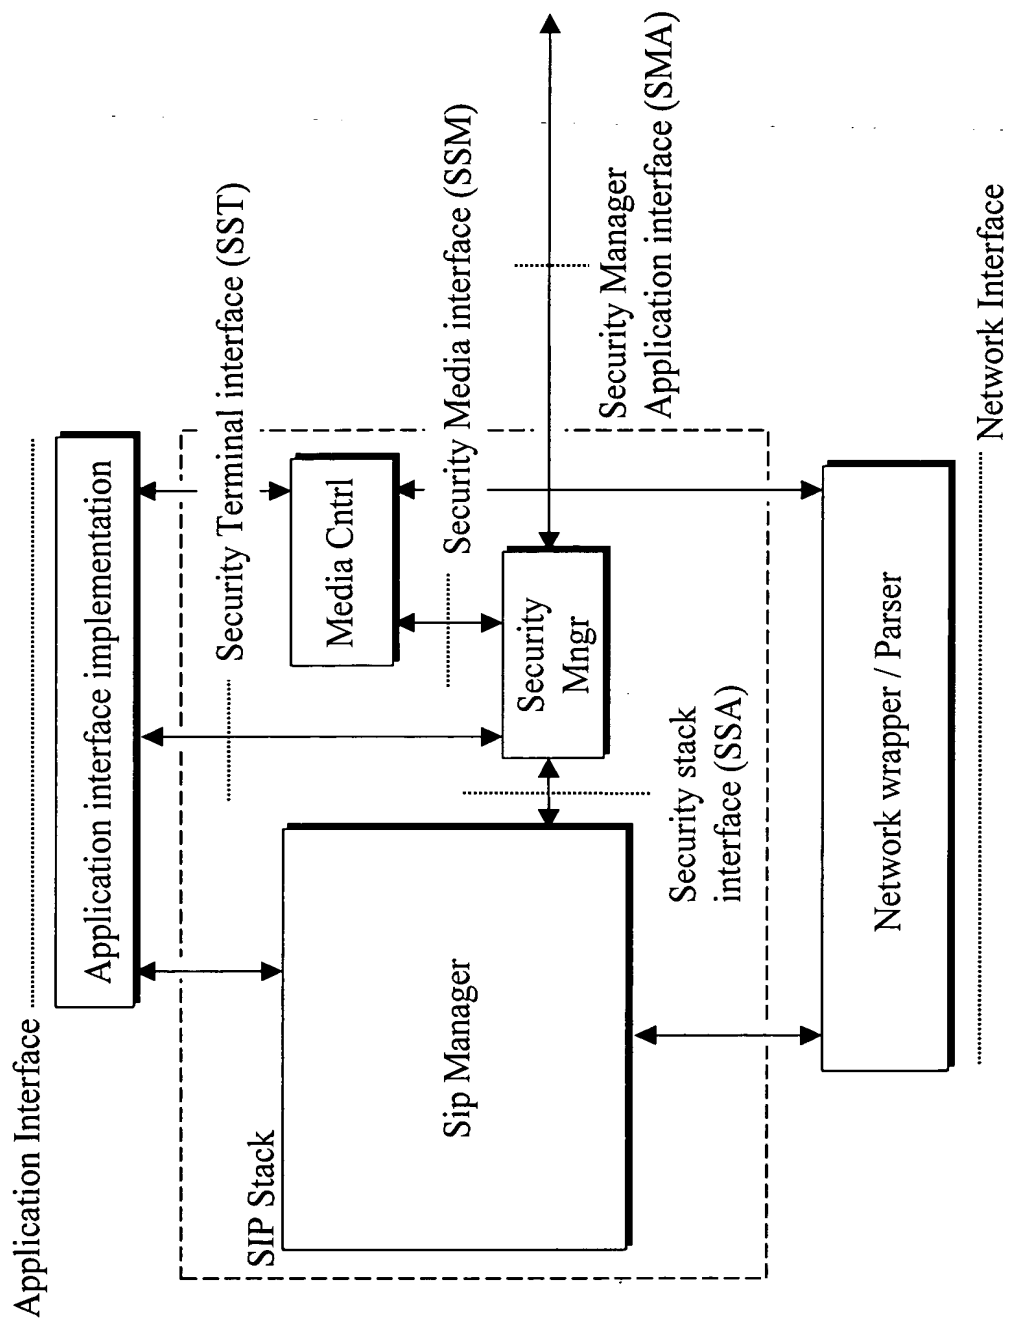 Application Interface
Application interface implementation
SIP Stack
Security Terminal interface (SST)
Media Cntrl
Sip Manager
Security Media interface (SSM)
Security
Mngr
Security Manager
Application interface (SMA)
Security stack
interface (SSA)
Network wrapper / Parser
Network Interface